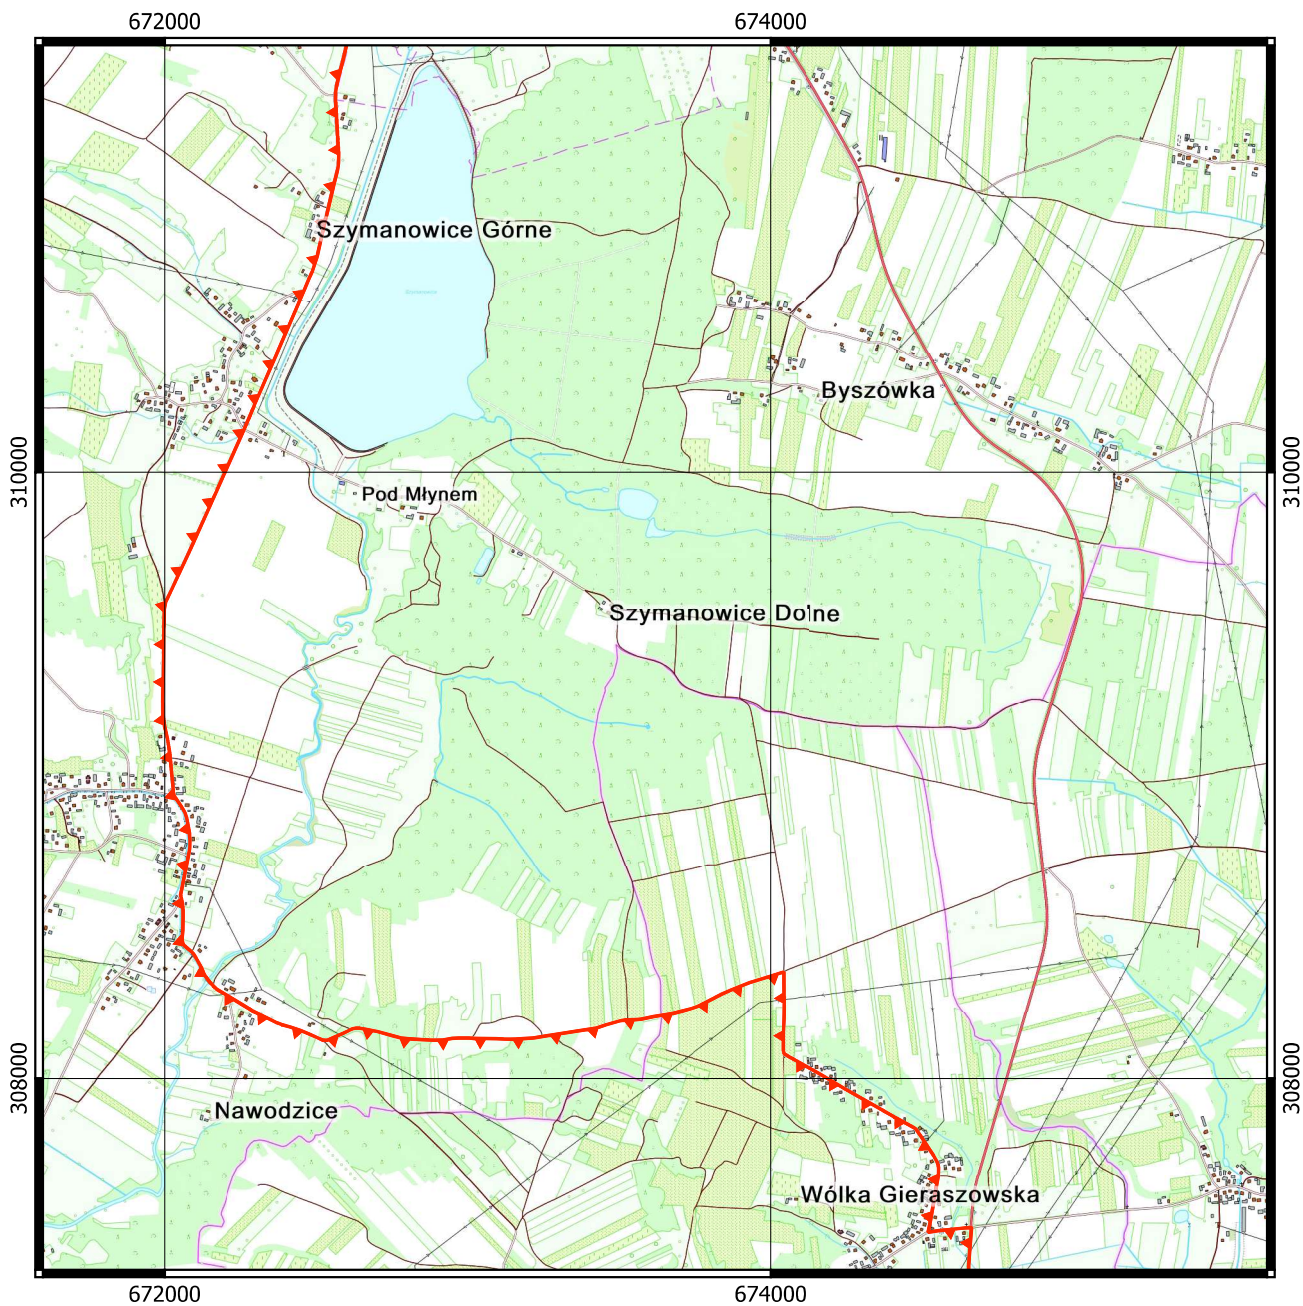 672000
674000
Szymanowice Górne
Byszówka
310000
310000
Pod Młynem
Szymanowice Dolne
308000
308000
Nawodzice
Wólka Gieraszowska
672000
674000